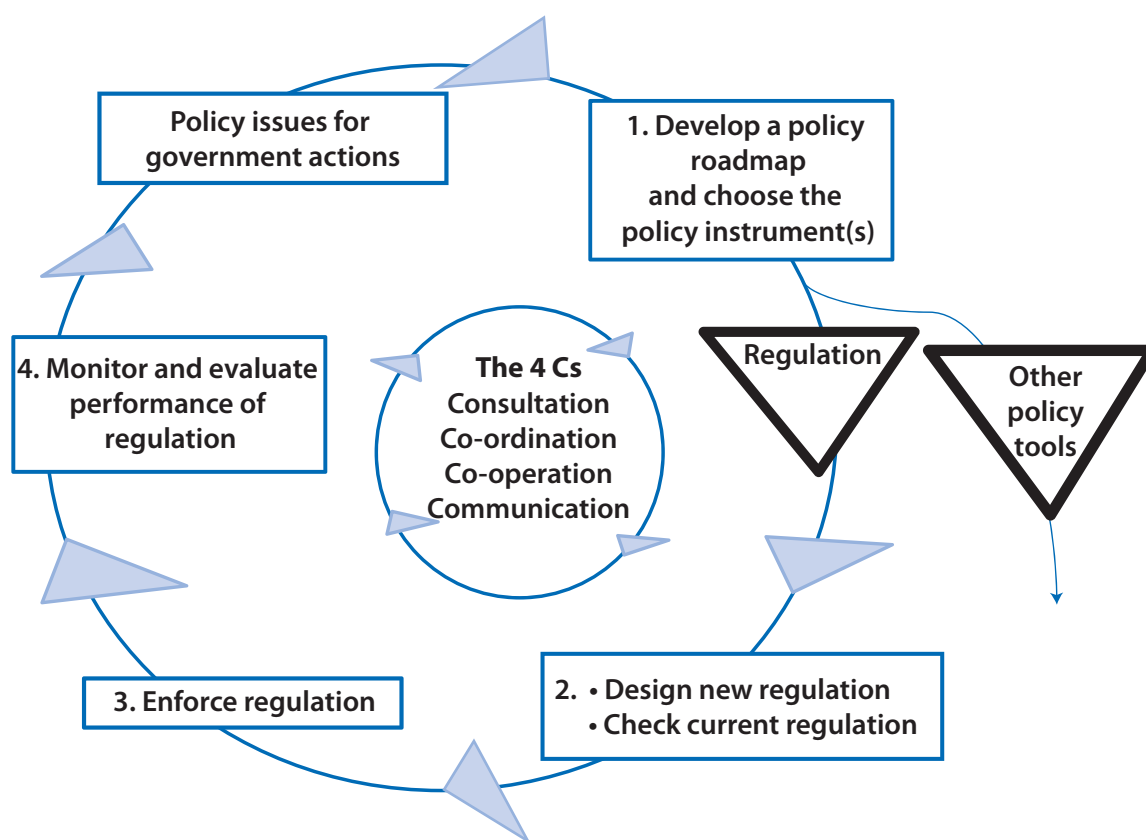 Policy issues for
government actions
1. Develop a policy
roadmap
and choose the
policy instrument(s)
Regulation
Other
policy
tools
4. Monitor and evaluate
performance of
regulation
The 4 Cs
Consultation
Co-ordination
Co-operation
Communication
3. Enforce regulation
2. • Design new regulation
• Check current regulation